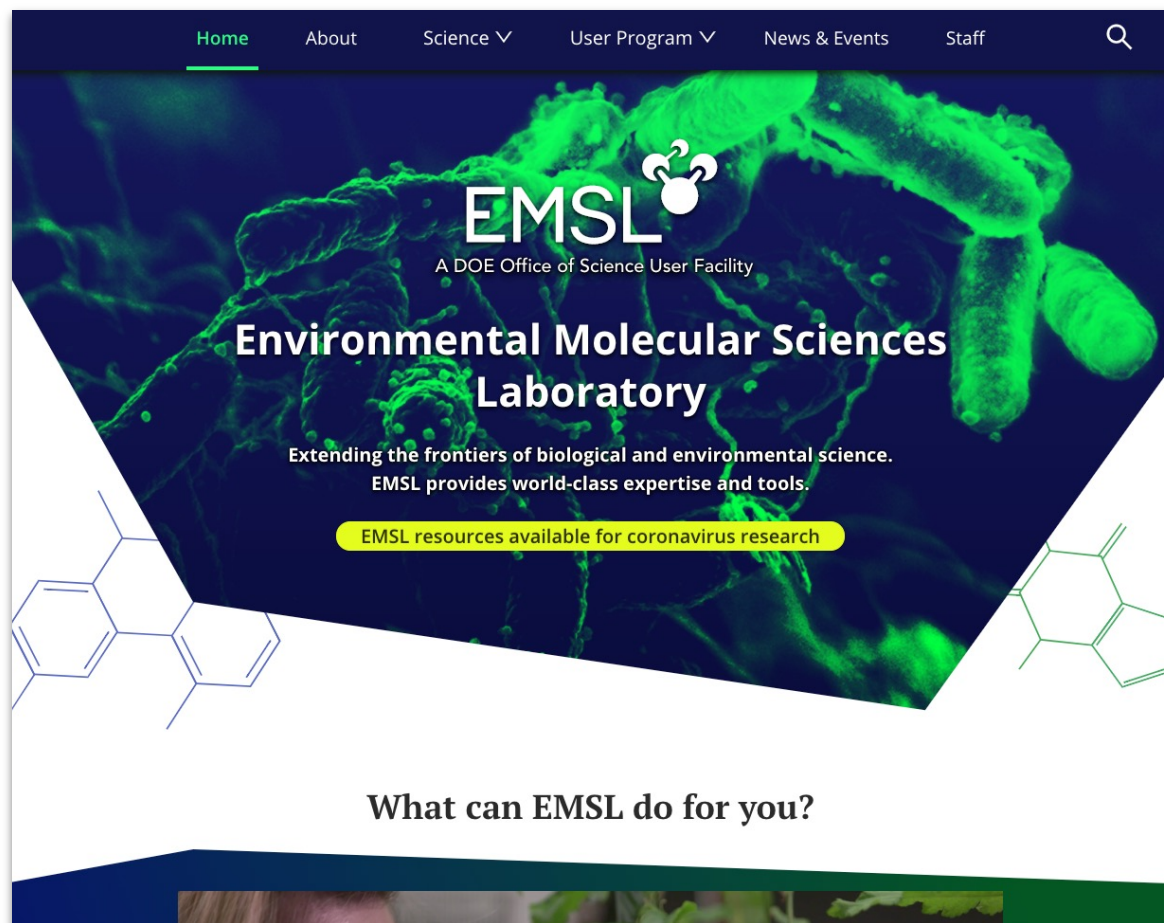 Home About Science User Program News & Events Staff
EMSL
A DOE Office of Science User Facility
Environmental Molecular Sciences
Laboratory
Extending the frontiers of biological and environmental science.
EMSL provides world-class expertise and tools.
EMSL resources available for coronavirus research
What can EMSL do for you?